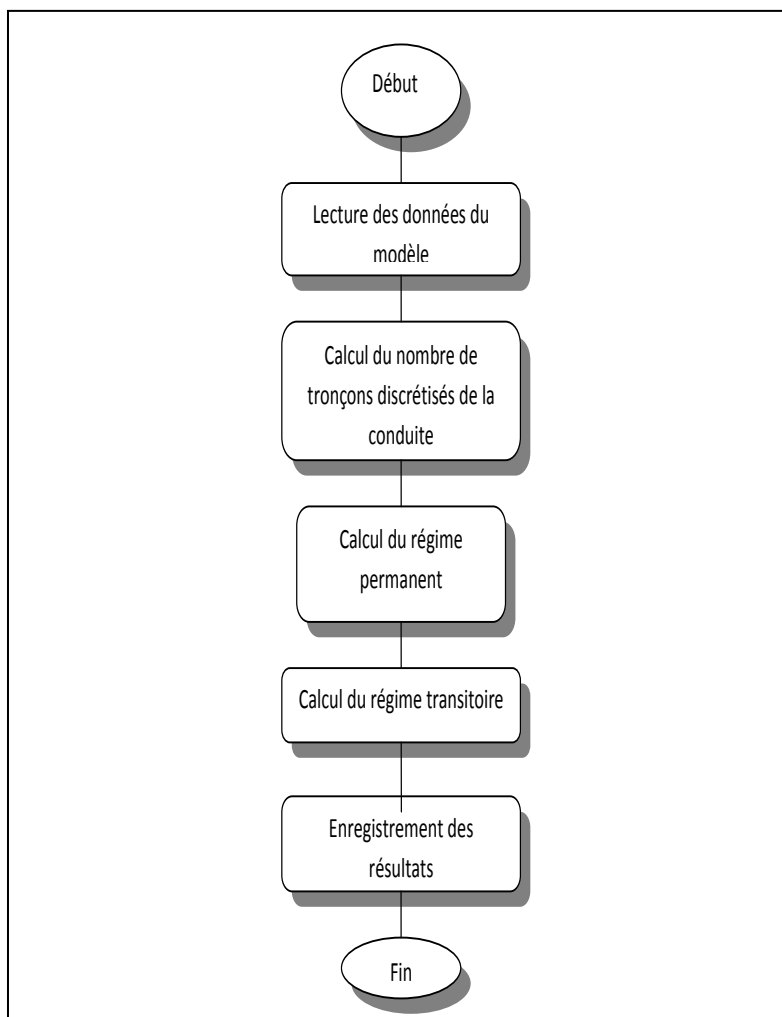 Début
Lecture des données du
modèle
Calcul du nombre de
tronçons discrétisés de la
conduite
Calcul du régime
permanent
Calcul du régime transitoire
Enregistrement des
résultats
Fin